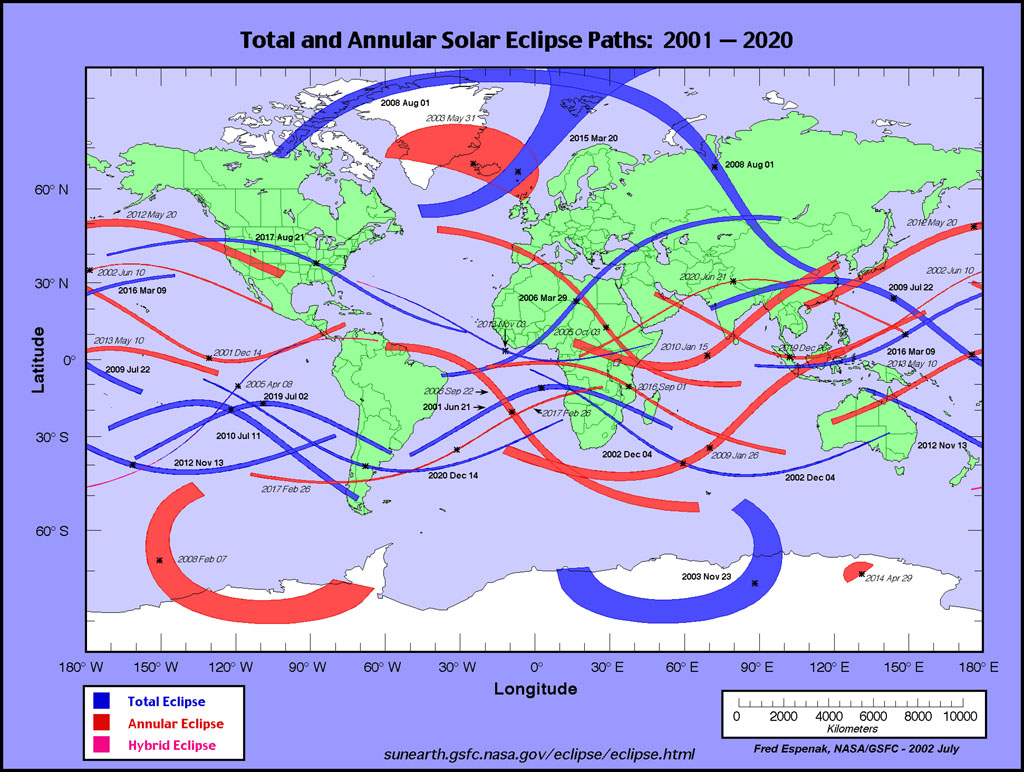 Total and Annular Solar Eclipse Paths: 2001 — 2020
2008 Aug 01
2003 May 31
2015 Mar 20
2008 Aug 01
60° N
2012 May 20
2017 Aug 21
2012 May 20
2002 Jun 10
2002 Jun 10
2020 Jun 21
30° N
2016 Mar 09
2006 Mar 29
2009 Jul 22
2013 Nov 03
2005 Oct 03
2013 May 10
2001 Dec 14
2010 Jan 15
2019 Dec 26
2016 Mar 09
2013 May 10
0°
Latitude
2009 Jul 22
2005 Apr 08
2019 Jul 02
2006 Sep 22
2016 Sep 01
2001 Jun 21
2017 Feb 26
30° S
2010 Jul 11
2012 Nov 13
2012 Nov 13
2002 Dec 04
2009 Jan 26
2017 Feb 26
2020 Dec 14
2002 Dec 04
60° S
2008 Feb 07
2003 Nov 23
2014 Apr 29
180° W 150° W 120° W 90° W 60° W 30° W 0° 30° E 60° E 90° E 120° E 150° E 180° E
Longitude
Total Eclipse
Annular Eclipse
Hybrid Eclipse
0 2000 4000 6000 8000 10000
Kilometers
sunearth.gsfc.nasa.gov/eclipse/eclipse.html
Fred Espenak, NASA/GSFC - 2002 July